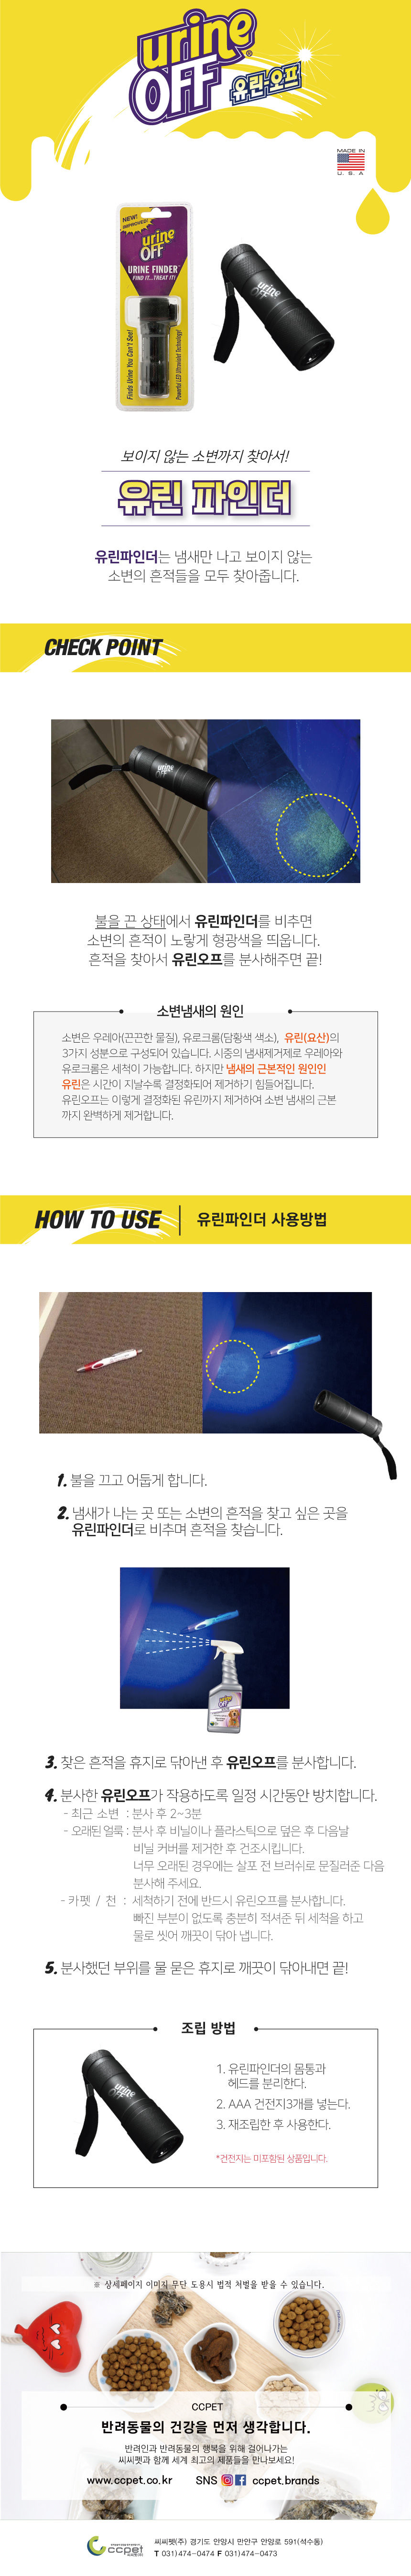 urine
OFF
유린 오프
MADE IN
U. S. A
NEW!
IMPROVED!
urine
OFF
URINE FINDER
FIND IT...TREAT IT!
Finds Urine You Can't See!
Powerful LED Ultraviolet Technology!
urine
OFF
보이지 않는 소변까지 찾아서!
유린 파인더
유린파인더는 냄새만 나고 보이지 않는
소변의 흔적들을 모두 찾아줍니다.
CHECK POINT
urine
OFF
불을 끈 상태에서 유린파인더를 비추면
소변의 흔적이 노랗게 형광색을 띄웁니다.
흔적을 찾아서 유린오프를 분사해주면 끝!
소변냄새의 원인
소변은 우레아(끈끈한 물질), 유로크롬(담황색 색소), 유린(요산)의
3가지 성분으로 구성되어 있습니다. 시중의 냄새제거제로 우레아와
유로크롬은 세척이 가능합니다. 하지만 냄새의 근본적인 원인인
유린은 시간이 지날수록 결정화되어 제거하기 힘들어집니다.
유린오프는 이렇게 결정화된 유린까지 제거하여 소변 냄새의 근본
까지 완벽하게 제거합니다.
HOW TO USE 유린파인더 사용방법
1. 불을 끄고 어둡게 합니다.
2. 냄새가 나는 곳 또는 소변의 흔적을 찾고 싶은 곳을
유린파인더로 비추며 흔적을 찾습니다.
urine
OFF
3. 찾은 흔적을 휴지로 닦아낸 후 유린오프를 분사합니다.
4. 분사한 유린오프가 작용하도록 일정 시간동안 방치합니다.
- 최근 소변 : 분사 후 2~3분
- 오래된 얼룩 : 분사 후 비닐이나 플라스틱으로 덮은 후 다음날
비닐 커버를 제거한 후 건조시킵니다.
너무 오래된 경우에는 살포 전 브러쉬로 문질러준 다음
분사해 주세요.
- 카펫 / 천 : 세척하기 전에 반드시 유린오프를 분사합니다.
빠진 부분이 없도록 충분히 적셔준 뒤 세척을 하고
물로 씻어 깨끗이 닦아 냅니다.
5. 분사했던 부위를 물 묻은 휴지로 깨끗이 닦아내면 끝!
조립 방법
urine
OFF
1. 유린파인더의 몸통과
헤드를 분리한다.
2. AAA 건전지3개를 넣는다.
3. 재조립한 후 사용한다.
*건전지는 미포함된 상품입니다.
※ 상세페이지 이미지 무단 도용시 법적 처벌을 받을 수 있습니다.
CCPET
반려동물의 건강을 먼저 생각합니다.
반려인과 반려동물의 행복을 위해 걸어나가는
씨씨펫과 함께 세계 최고의 제품들을 만나보세요!
www.ccpet.co.kr SNS ccpet.brands
ccpet
씨씨펫(주) 경기도 안양시 만안구 안양로 591(석수동)
T 031)474-0474 F 031)474-0473